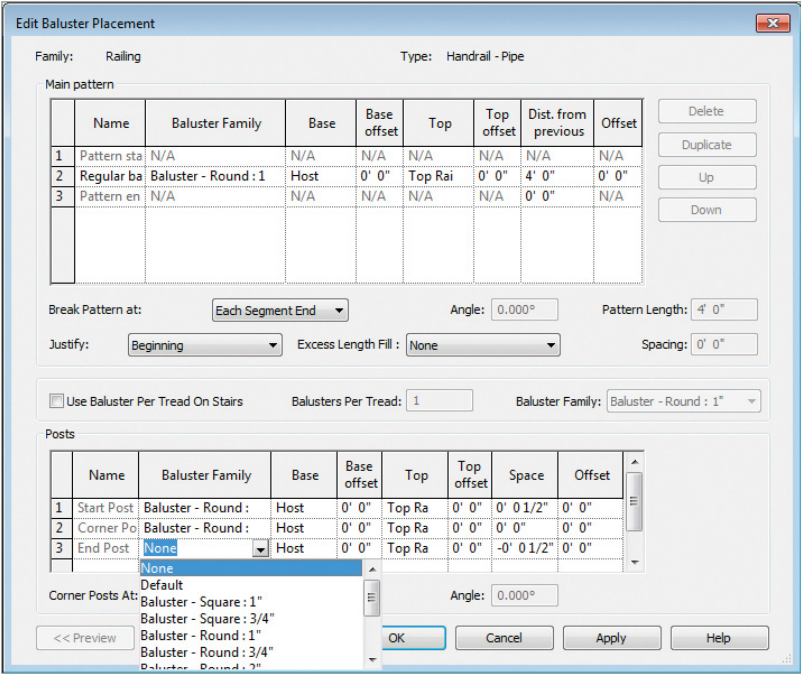 Edit Baluster Placement
Family: Railing Type: Handrail - Pipe
Main pattern
Name Baluster Family Base Base offset Top Top offset Dist. from previous Offset
1 Pattern sta N/A N/A N/A N/A N/A N/A N/A
2 Regular ba Baluster - Round : 1 Host 0' 0" Top Rai 0' 0" 4' 0" 0' 0"
3 Pattern en N/A N/A N/A N/A N/A 0' 0" N/A
Delete
Duplicate
Up
Down
Break Pattern at: Each Segment End Angle: 0.000° Pattern Length: 4' 0"
Justify: Beginning Excess Length Fill : None Spacing: 0' 0"
Use Baluster Per Tread On Stairs Balusters Per Tread: 1 Baluster Family: Baluster - Round : 1"
Posts
Name Baluster Family Base Base offset Top Top offset Space Offset
1 Start Post Baluster - Round : Host 0' 0" Top Ra 0' 0" 0' 0 1/2" 0' 0"
2 Corner Po Baluster - Round : Host 0' 0" Top Ra 0' 0" 0' 0" 0' 0"
3 End Post None Host 0' 0" Top Ra 0' 0" -0' 0 1/2" 0' 0"
None
Default
Baluster - Square : 1"
Baluster - Square : 3/4"
Baluster - Round : 1"
Baluster - Round : 3/4"
Baluster - Round : 2"
Corner Posts At: Angle: 0.000°
<< Preview OK Cancel Apply Help